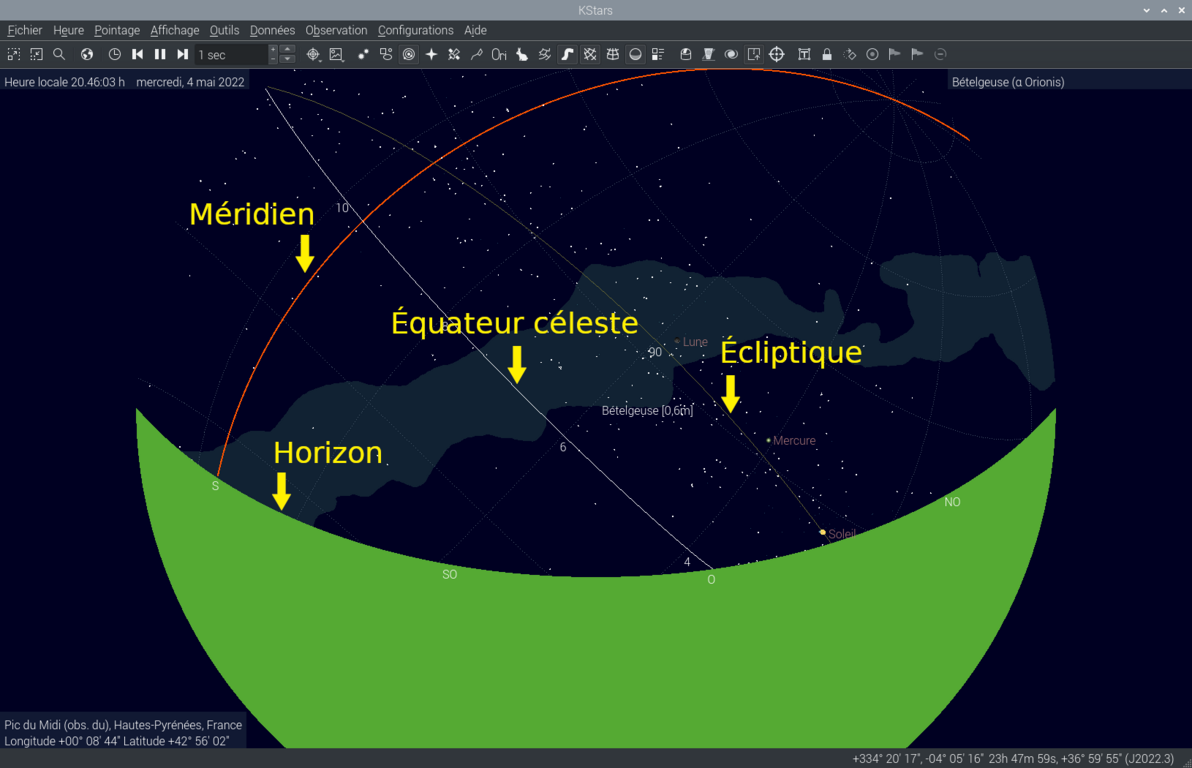 KStars
Fichier Heure Pointage Affichage Outils Données Observation Configurations Aide
1 sec Ori
Heure locale 20.46:03 h mercredi, 4 mai 2022
Bételgeuse (α Orionis)
10
Méridien
Équateur céleste
Lune
90
Écliptique
Bételgeuse [0,6m]
Mercure
6
Horizon
S
NO
Soleil
4
SO
O
Pic du Midi (obs. du), Hautes-Pyrénées, France
Longitude +00° 08' 44" Latitude +42° 56' 02"
+334° 20' 17", -04° 05' 16" 23h 47m 59s, +36° 59' 55" (J2022.3)